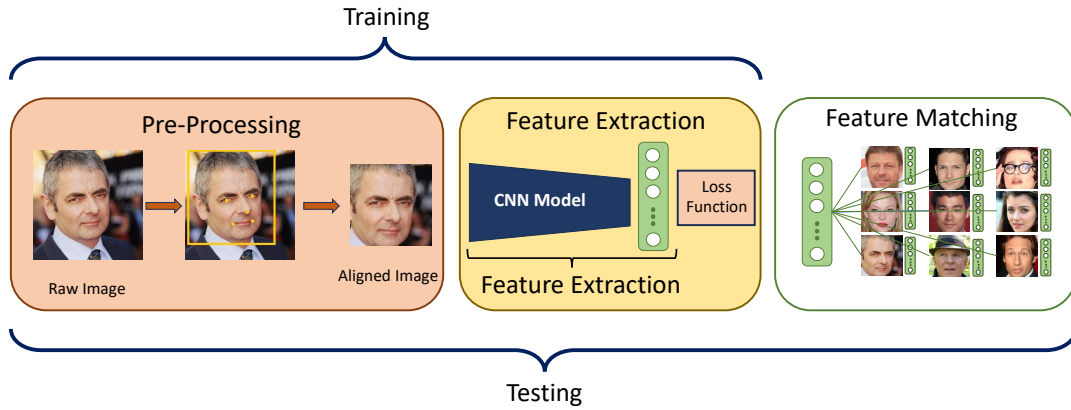 Training
Pre-Processing
Raw Image
Aligned Image
Feature Extraction
CNN Model
Loss
Function
Feature Extraction
Feature Matching
Testing